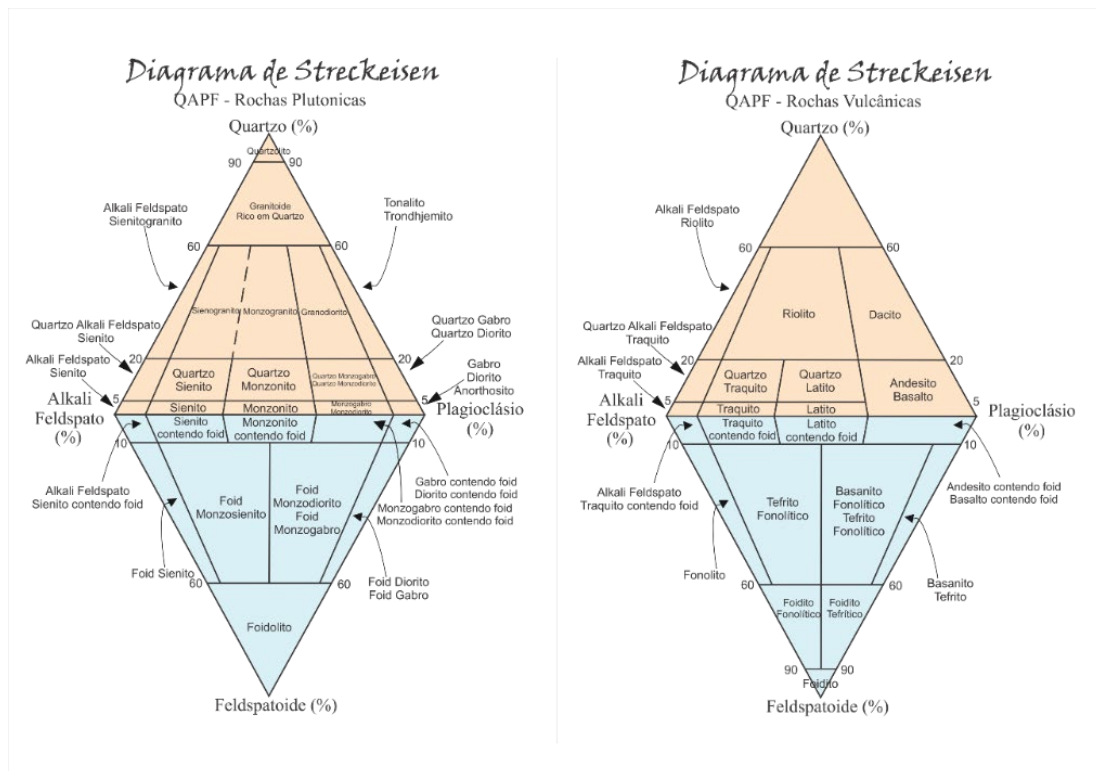 Diagrama de Streckeisen
QAPF - Rochas Plutonicas
Quartzo (%)
Quartzolito
90
90
Granitoide
Rico em Quartzo
Alkali Feldspato
Sienitogranito
Tonalito
Trondhjemito
60
60
Sienogranito
Monzogranito
Granodiorito
Quartzo Alkali Feldspato
Sienito
Quartzo Gabro
Quartzo Diorito
20
20
Alkali Feldspato
Sienito
Quartzo
Sienito
Quartzo
Monzonito
Quartzo Monzogabro
Quartzo Monzodiorito
Gabro
Diorito
Anorthosito
5
5
Alkali
Feldspato
(%)
Sienito
Monzonito
Monzogabro
Monzodiorito
Plagioclásio
(%)
Sienito
contendo foid
Monzonito
contendo foid
10
10
Alkali Feldspato
Sienito contendo foid
Gabro contendo foid
Diorito contendo foid
Monzogabro contendo foid
Monzodiorito contendo foid
Foid
Monzosienito
Foid
Monzodiorito
Foid
Monzogabro
Foid Sienito
60
60
Foid Diorito
Foid Gabro
Foidolito
Feldspatoide (%)
Diagrama de Streckeisen
QAPF - Rochas Vulcânicas
Quartzo (%)
Alkali Feldspato
Riolito
60
60
Riolito
Dacito
Quartzo Alkali Feldspato
Traquito
20
20
Alkali Feldspato
Traquito
Quartzo
Traquito
Quartzo
Latito
Andesito
Basalto
5
5
Alkali
Feldspato
(%)
Traquito
Latito
Plagioclásio
(%)
Traquito
contendo foid
Latito
contendo foid
10
10
Alkali Feldspato
Traquito contendo foid
Andesito contendo foid
Basalto contendo foid
Tefrito
Fonolítico
Basanito
Fonolítico
Tefrito
Fonolítico
Fonolito
60
60
Basanito
Tefrito
Foidito
Fonolítico
Foidito
Tefrítico
90
90
Foidito
Feldspatoide (%)